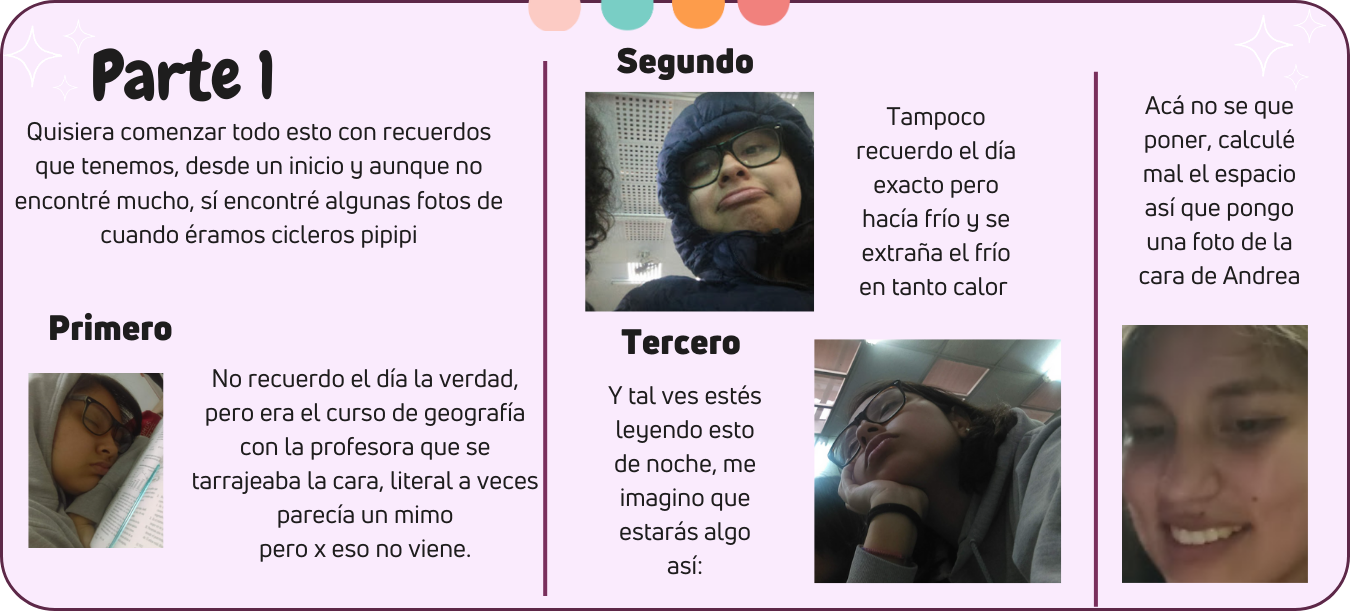 Parte 1
Quisiera comenzar todo esto con recuerdos
que tenemos, desde un inicio y aunque no
encontré mucho, sí encontré algunas fotos de
cuando éramos cicleros pipipi
Primero
No recuerdo el día la verdad,
pero era el curso de geografía
con la profesora que se
tarrajeaba la cara, literal a veces
parecía un mimo
pero x eso no viene.
Segundo
Tampoco
recuerdo el día
exacto pero
hacía frío y se
extraña el frío
en tanto calor
Tercero
Y tal ves estés
leyendo esto
de noche, me
imagino que
estarás algo
así:
Acá no se que
poner, calculé
mal el espacio
así que pongo
una foto de la
cara de Andrea